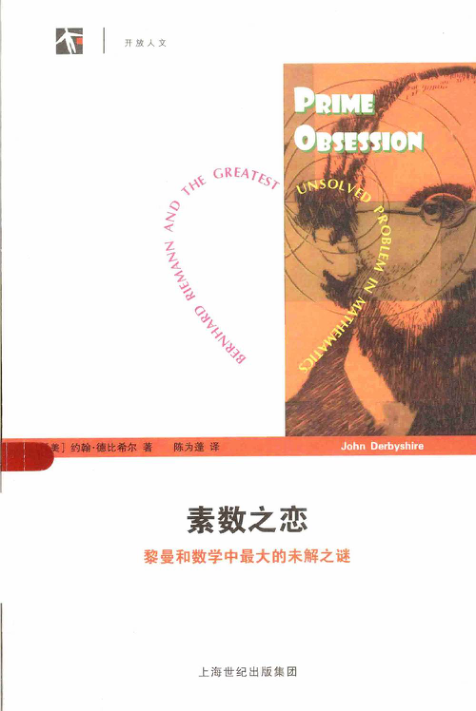 开放人文
PRIME
OBSESSION
BERNHARD RIEMANN AND THE GREATEST
UNSOLVED PROBLEM IN MATHEMATICS
美］约翰·德比希尔 著 陈为蓬 译
John Derbyshire
素数之恋
黎曼和数学中最大的未解之谜
上海世纪出版集团